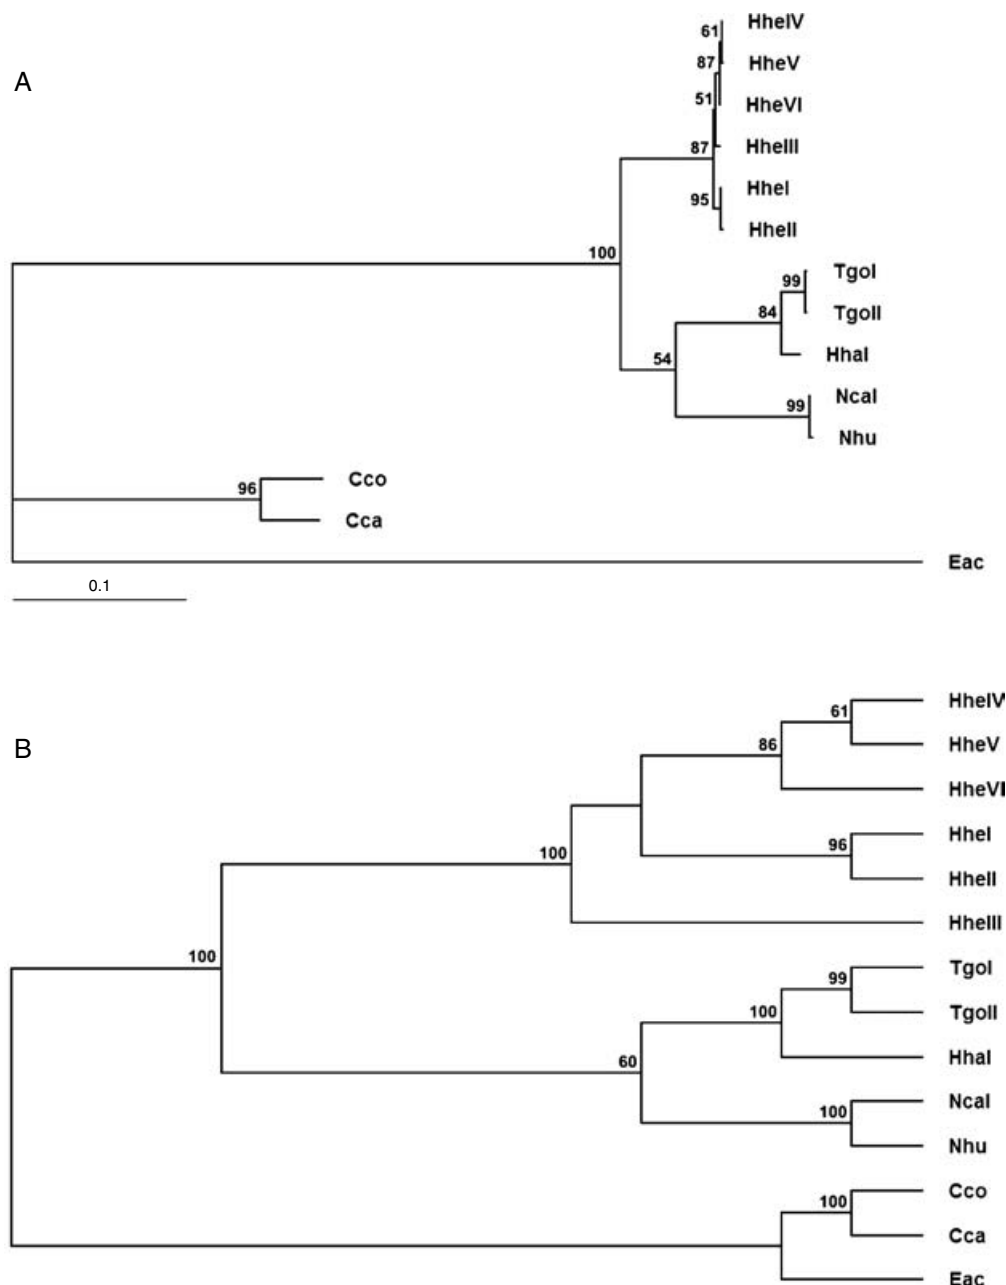 A
61
HheIV
87
HheV
51
HheVI
87
HheIII
95
HheI
HheII
100
99
TgoI
84
TgoII
54
HhaI
99
NcaI
Nhu
96
Cco
Cca
Eac
0.1
B
61
HheIV
86
HheV
HheVI
100
96
HheI
HheII
HheIII
100
99
TgoI
100
TgoII
60
HhaI
100
NcaI
Nhu
100
Cco
Cca
Eac